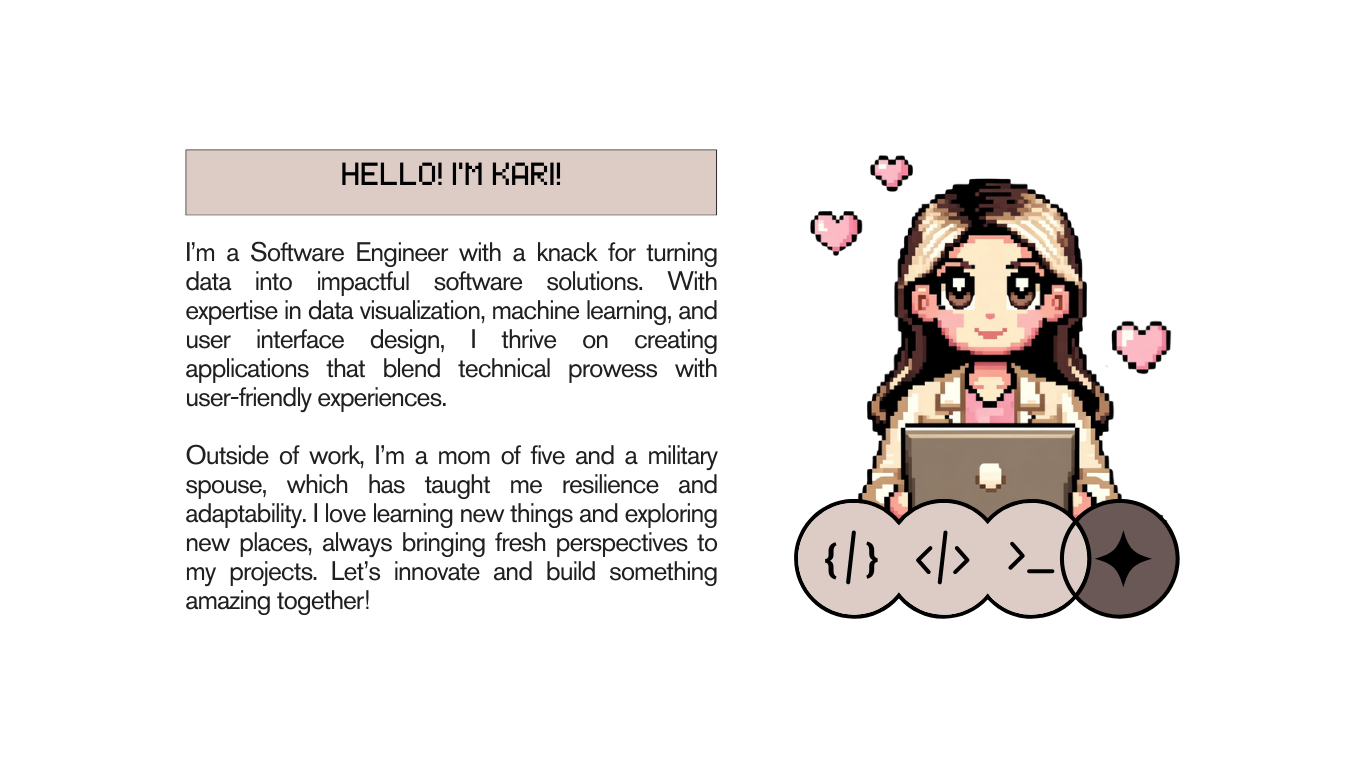 HELLO! I'M KARI!
I’m a Software Engineer with a knack for turning
data into impactful software solutions. With
expertise in data visualization, machine learning, and
user interface design, I thrive on creating
applications that blend technical prowess with
user-friendly experiences.
Outside of work, I’m a mom of five and a military
spouse, which has taught me resilience and
adaptability. I love learning new things and exploring
new places, always bringing fresh perspectives to
my projects. Let’s innovate and build something
amazing together!
{/} </> >_